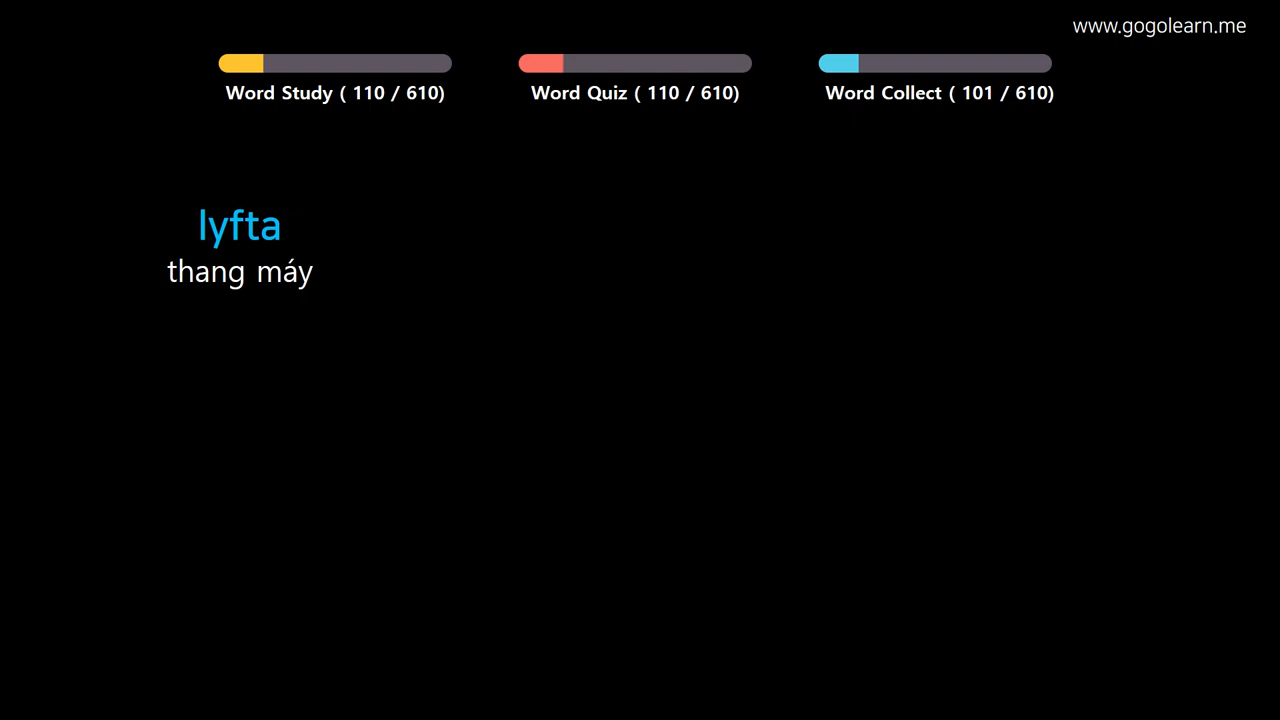 www.gogolearn.me
Word Study ( 110 / 610)
Word Quiz ( 110 / 610)
Word Collect ( 101 / 610)
lyfta
thang máy